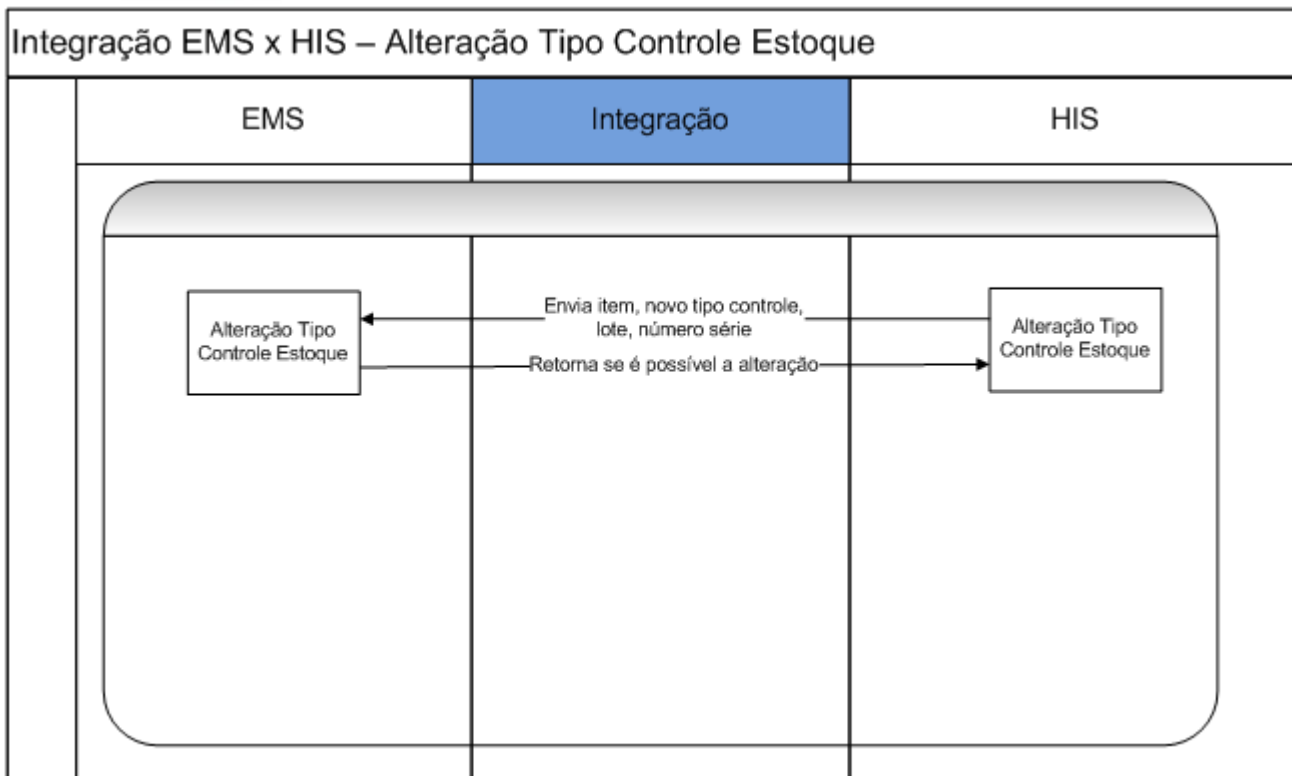 Integração EMS x HIS – Alteração Tipo Controle Estoque
EMS
Integração
HIS
Alteração Tipo
Controle Estoque
Envia item, novo tipo controle,
lote, número série
Retorna se é possível a alteração
Alteração Tipo
Controle Estoque